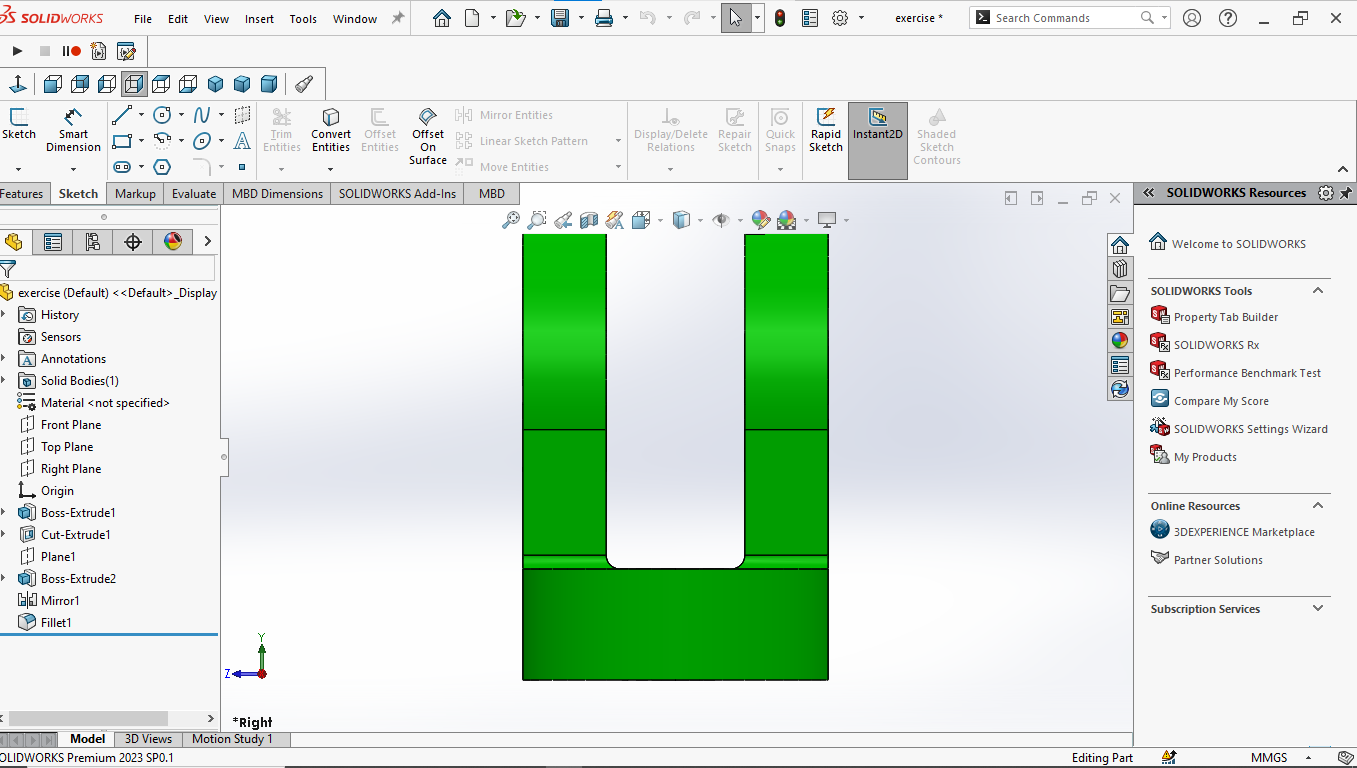 SOLIDWORKS File Edit View Insert Tools Window exercise * Search Commands
Sketch Smart Dimension Trim Entities Convert Entities Offset Entities Offset On Surface Mirror Entities Linear Sketch Pattern Move Entities Display/Delete Relations Repair Sketch Quick Snaps Rapid Sketch Instant2D Shaded Sketch Contours
Features Sketch Markup Evaluate MBD Dimensions SOLIDWORKS Add-Ins MBD
exercise (Default) <<Default>_Display
History
Sensors
Annotations
Solid Bodies(1)
Material <not specified>
Front Plane
Top Plane
Right Plane
Origin
Boss-Extrude1
Cut-Extrude1
Plane1
Boss-Extrude2
Mirror1
Fillet1
Y
Z
*Right
SOLIDWORKS Resources
Welcome to SOLIDWORKS
SOLIDWORKS Tools
Property Tab Builder
SOLIDWORKS Rx
Performance Benchmark Test
Compare My Score
SOLIDWORKS Settings Wizard
My Products
Online Resources
3DEXPERIENCE Marketplace
Partner Solutions
Subscription Services
Model 3D Views Motion Study 1
OLIDWORKS Premium 2023 SP0.1 Editing Part MMGS